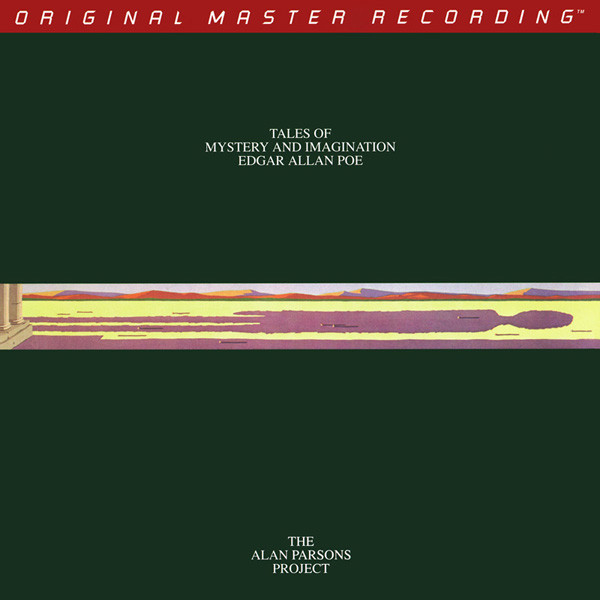 ORIGINAL MASTER RECORDING™
TALES OF
MYSTERY AND IMAGINATION
EDGAR ALLAN POE
THE
ALAN PARSONS
PROJECT